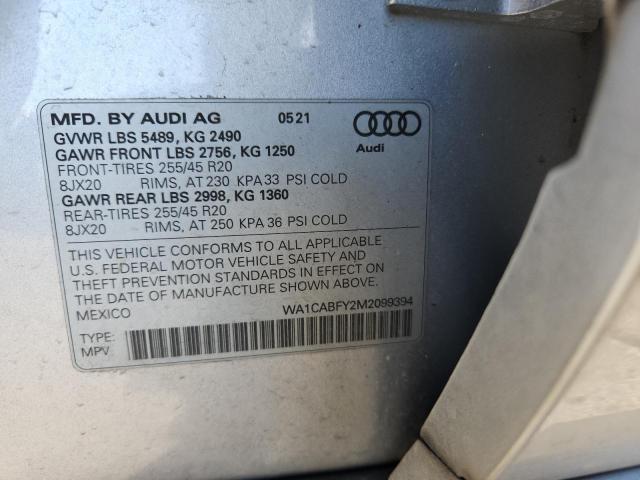 MFD. BY AUDI AG 0521
GVWR LBS 5489, KG 2490
GAWR FRONT LBS 2756, KG 1250
FRONT-TIRES 255/45 R20
8JX20 RIMS, AT 230 KPA 33 PSI COLD
GAWR REAR LBS 2998, KG 1360
REAR-TIRES 255/45 R20
8JX20 RIMS, AT 250 KPA 36 PSI COLD
Audi
THIS VEHICLE CONFORMS TO ALL APPLICABLE
U.S. FEDERAL MOTOR VEHICLE SAFETY AND
THEFT PREVENTION STANDARDS IN EFFECT ON
THE DATE OF MANUFACTURE SHOWN ABOVE.
MEXICO WA1CABFY2M2099394
TYPE:
MPV